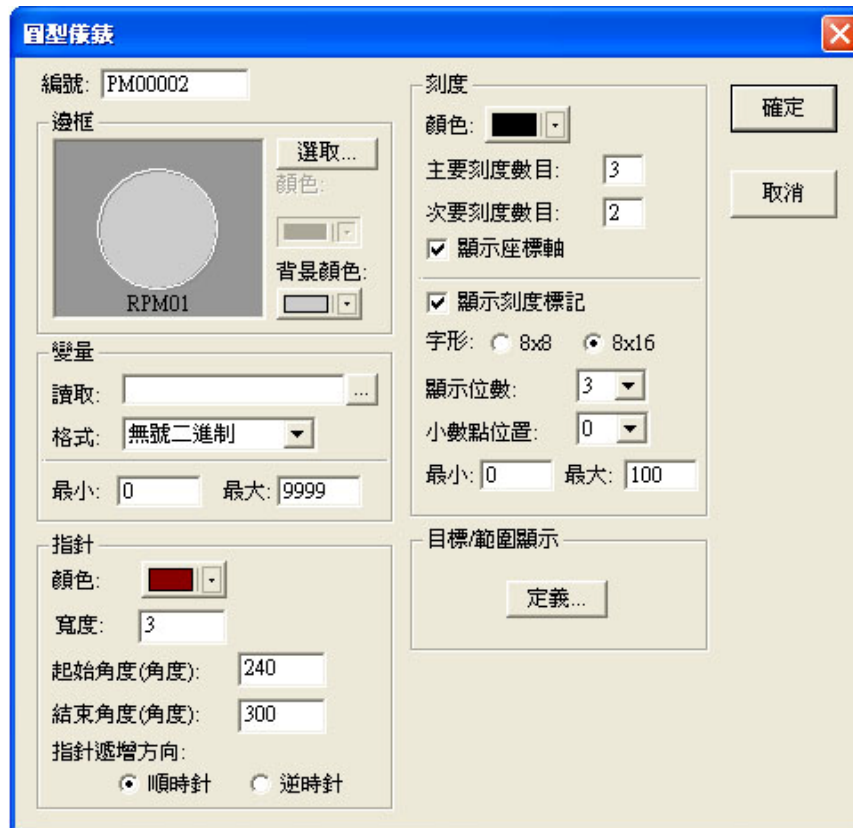 圓型儀錶
編號: PM00002
邊框
選取...
顏色:
背景顏色:
RPM01
變量
讀取:
...
格式: 無號二進制
最小: 0 最大: 9999
指針
顏色:
寬度: 3
起始角度(角度): 240
結束角度(角度): 300
指針遞增方向:
順時針 逆時針
刻度
顏色:
主要刻度數目: 3
次要刻度數目: 2
顯示座標軸
顯示刻度標記
字形: 8x8 8x16
顯示位數: 3
小數點位置: 0
最小: 0 最大: 100
目標/範圍顯示
定義...
確定
取消